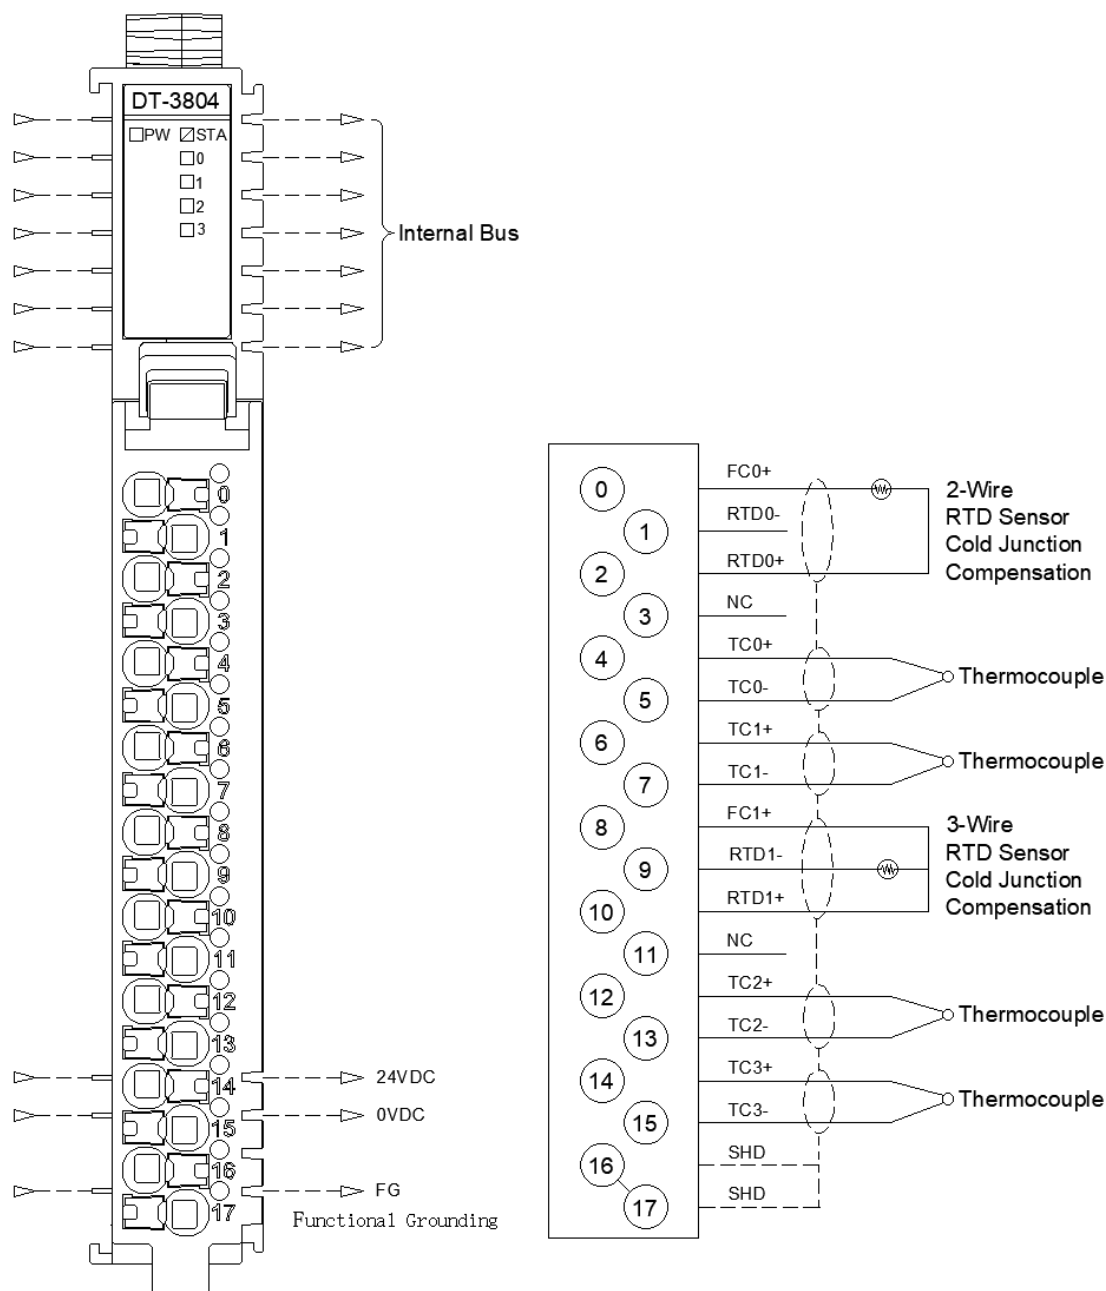 DT-3804
PW STA
0
1
2
3
Internal Bus
0
1
2
3
4
5
6
7
8
9
10
11
12
13
14
15
16
17
24VDC
0VDC
FG
Functional Grounding
0 FC0+
1 RTD0-
2 RTD0+
3 NC
4 TC0+
5 TC0-
6 TC1+
7 TC1-
8 FC1+
9 RTD1-
10 RTD1+
11 NC
12 TC2+
13 TC2-
14 TC3+
15 TC3-
16 SHD
17 SHD
2-Wire
RTD Sensor
Cold Junction
Compensation
Thermocouple
Thermocouple
3-Wire
RTD Sensor
Cold Junction
Compensation
Thermocouple
Thermocouple